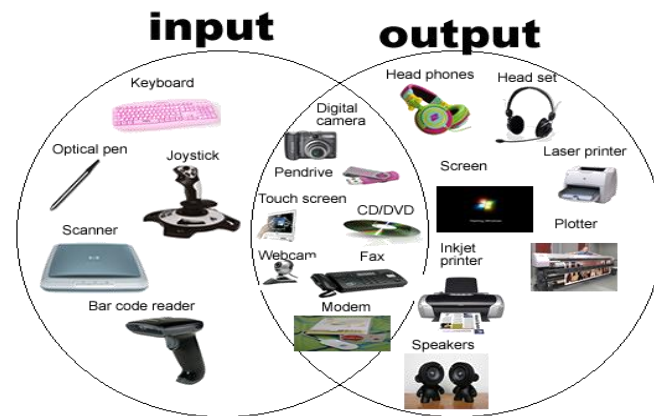 input
output
Keyboard
Optical pen
Joystick
Scanner
Bar code reader
Digital
camera
Pendrive
Touch screen
CD/DVD
Webcam
Fax
Modem
Head phones
Head set
Screen
Laser printer
Plotter
Inkjet
printer
Speakers